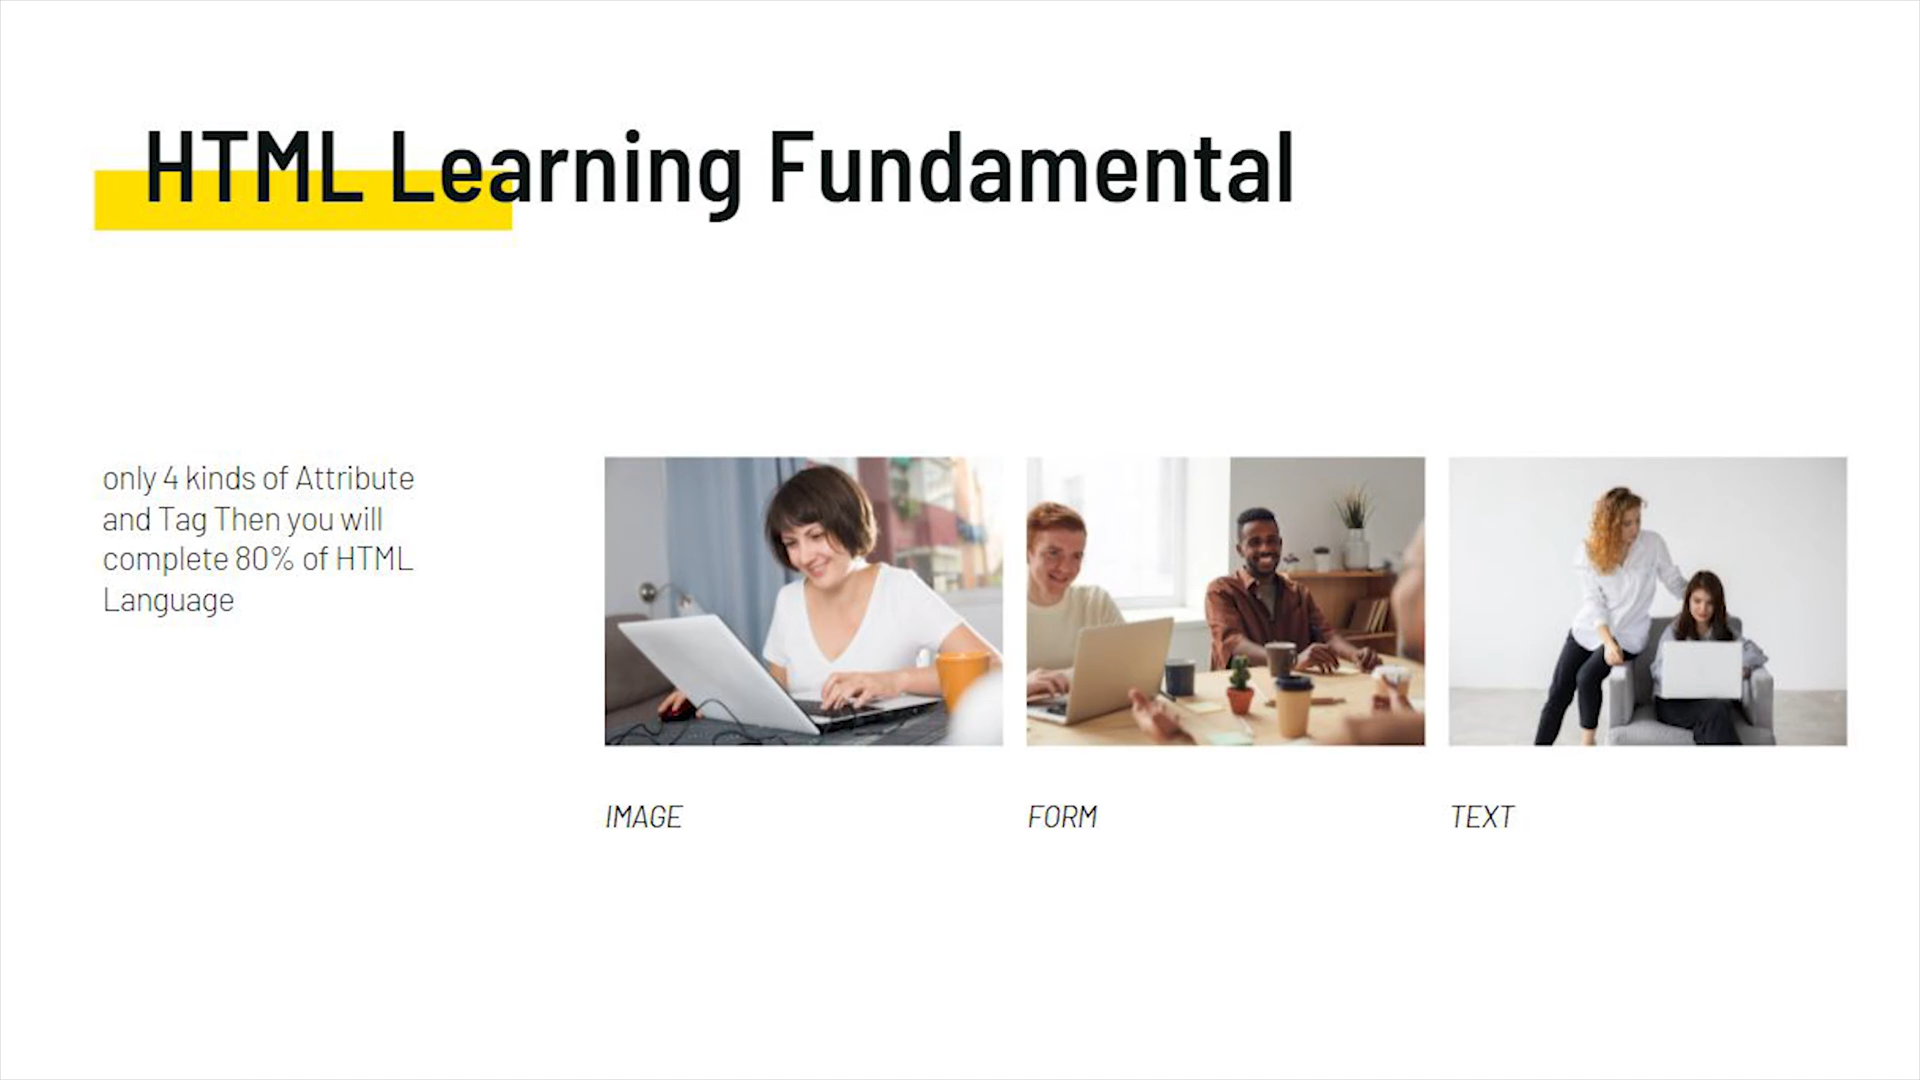 HTML Learning Fundamental
only 4 kinds of Attribute
and Tag Then you will
complete 80% of HTML
Language
IMAGE
FORM
TEXT